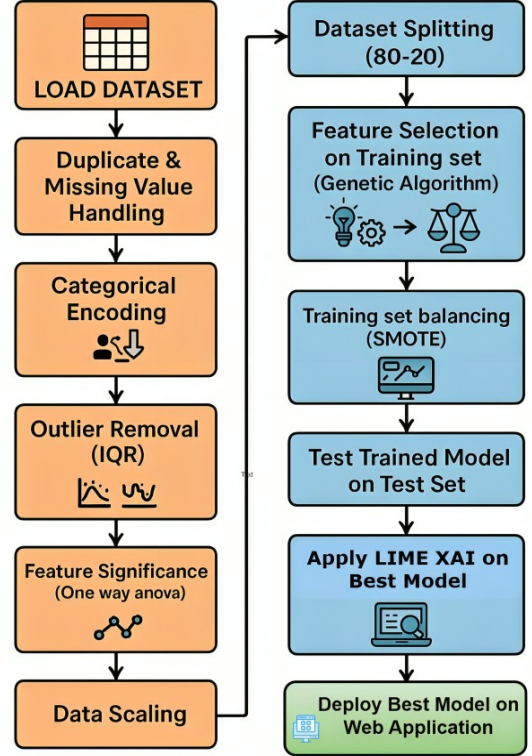 LOAD DATASET
Duplicate &
Missing Value
Handling
Categorical
Encoding
Outlier Removal
(IQR)
Feature Significance
(One way anova)
Data Scaling
Text
Dataset Splitting
(80-20)
Feature Selection
on Training set
(Genetic Algorithm)
Training set balancing
(SMOTE)
Test Trained Model
on Test Set
Apply LIME XAI on
Best Model
Deploy Best Model on
Web Application